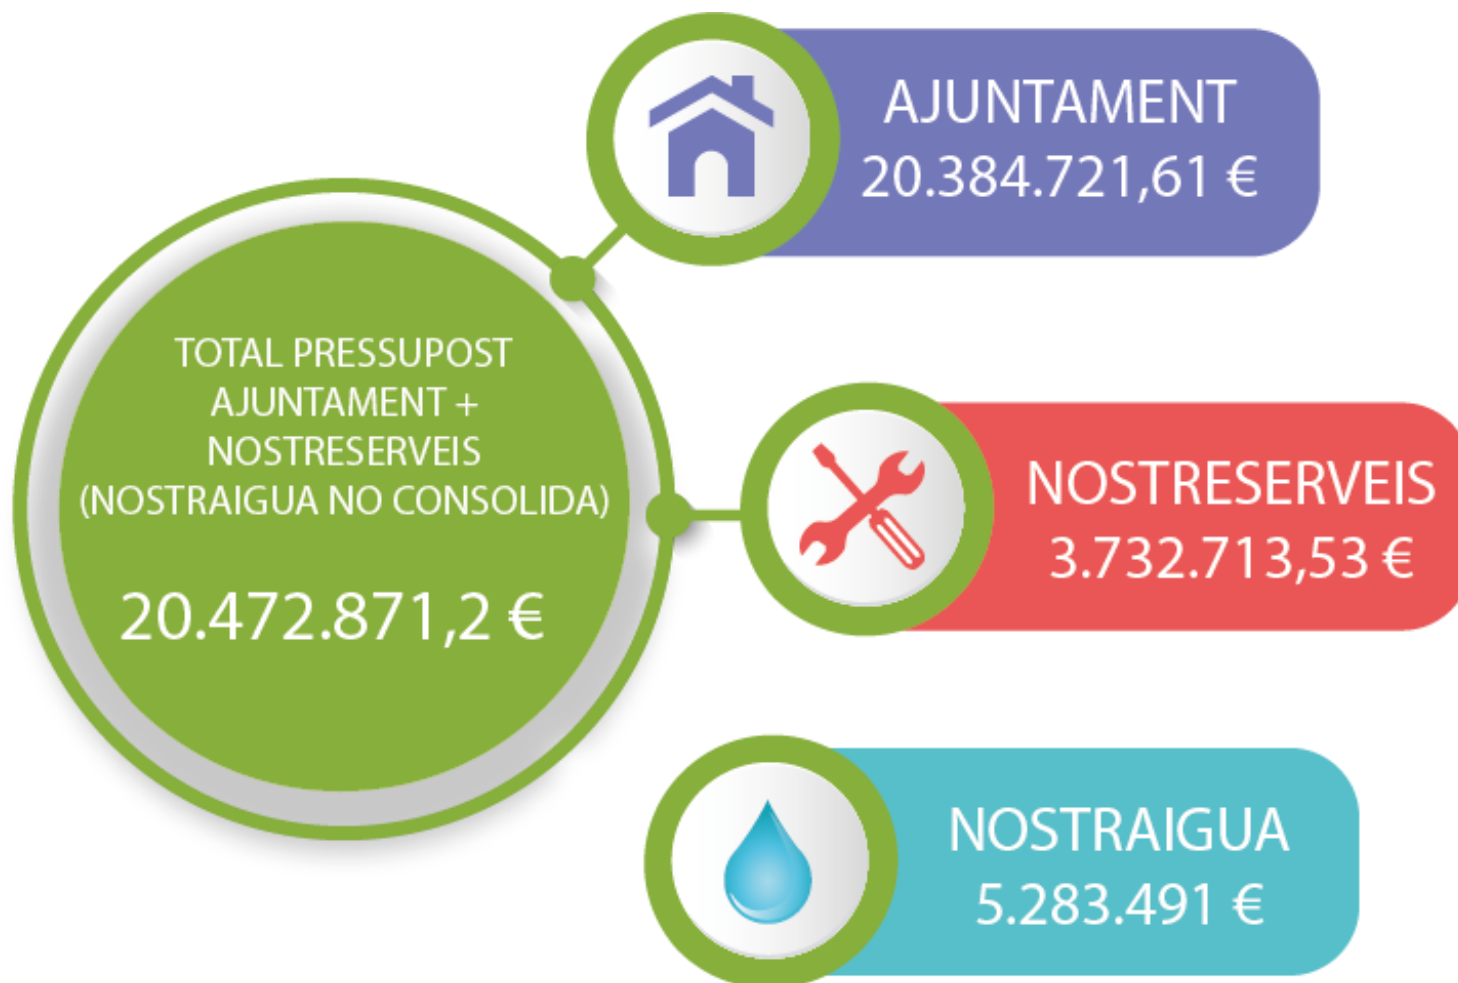 TOTAL PRESSUPOST
AJUNTAMENT +
NOSTRESERVEIS
(NOSTRAIGUA NO CONSOLIDA)
20.472.871,2 €
AJUNTAMENT
20.384.721,61 €
NOSTRESERVEIS
3.732.713,53 €
NOSTRAIGUA
5.283.491 €